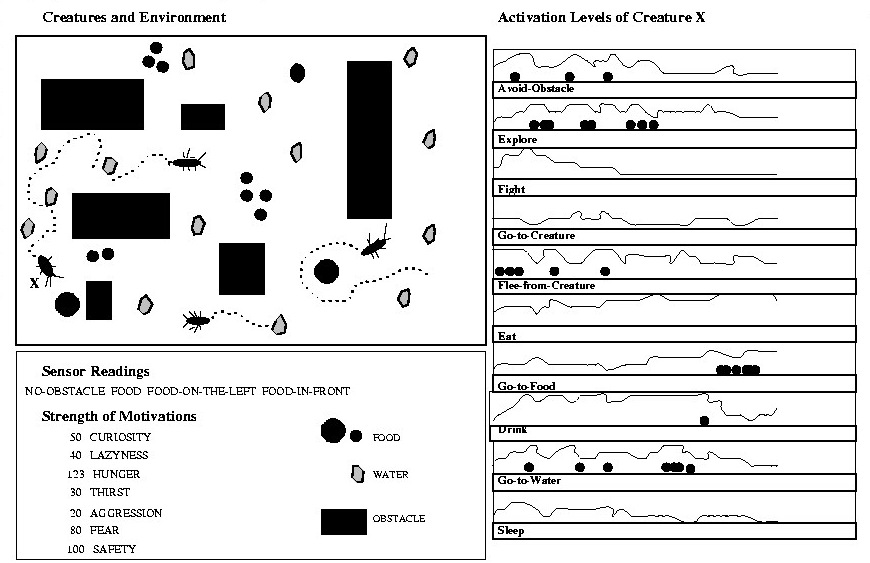 Creatures and Environment
X
Sensor Readings
NO-OBSTACLE FOOD FOOD-ON-THE-LEFT FOOD-IN-FRONT
Strength of Motivations
50 CURIOSITY
40 LAZYNESS
123 HUNGER
30 THIRST
20 AGGRESSION
80 FEAR
100 SAFETY
FOOD
WATER
OBSTACLE
Activation Levels of Creature X
Avoid-Obstacle
Explore
Fight
Go-to-Creature
Flee-from-Creature
Eat
Go-to-Food
Drink
Go-to-Water
Sleep